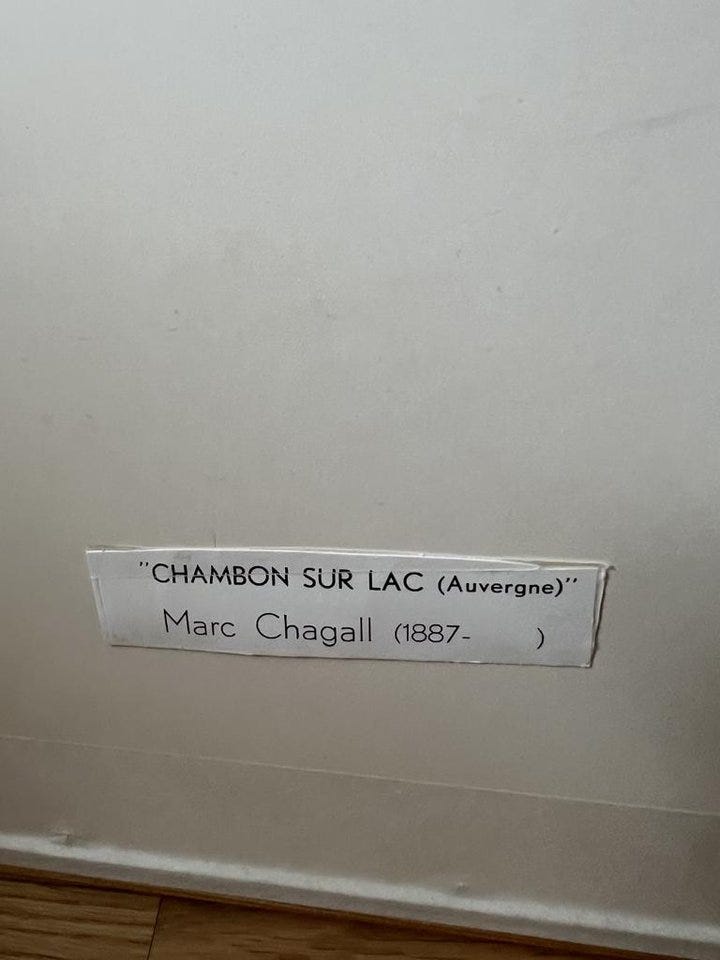 "CHAMBON SUR LAC (Auvergne)"
Marc Chagall (1887- )